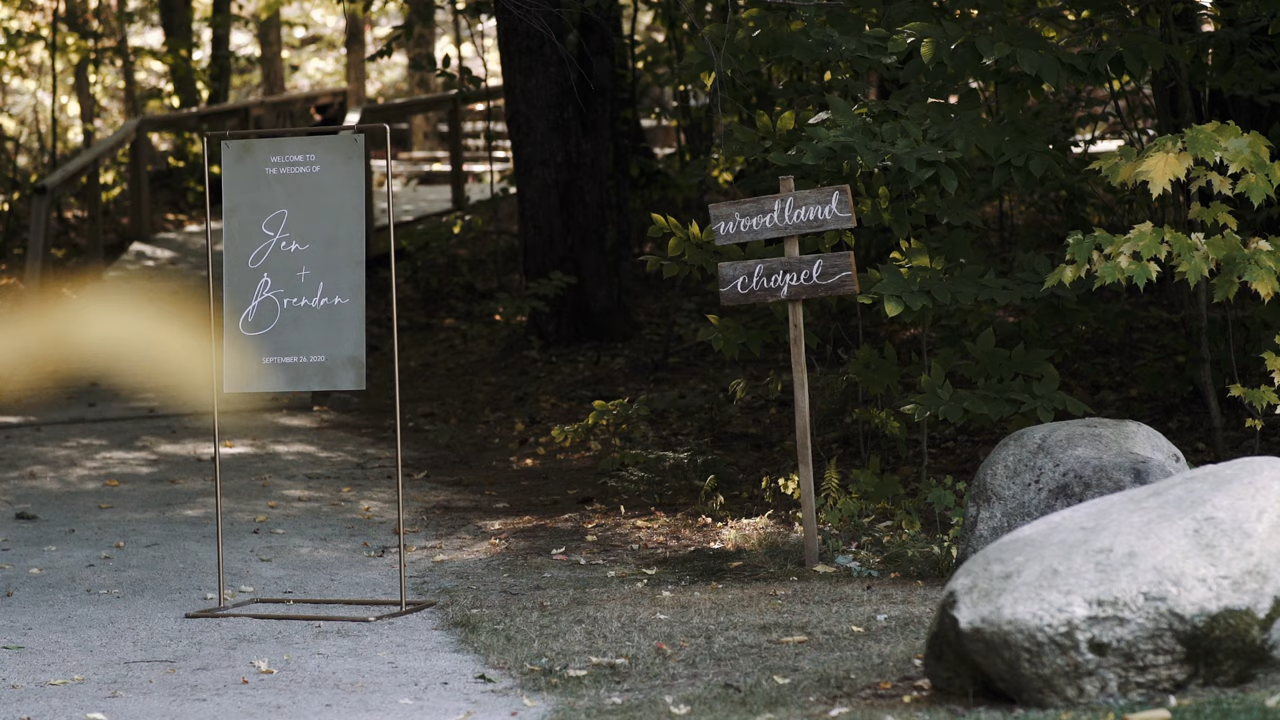 WELCOME TO
THE WEDDING OF
Jen
+
Brendan
SEPTEMBER 26, 2020
woodland
chapel